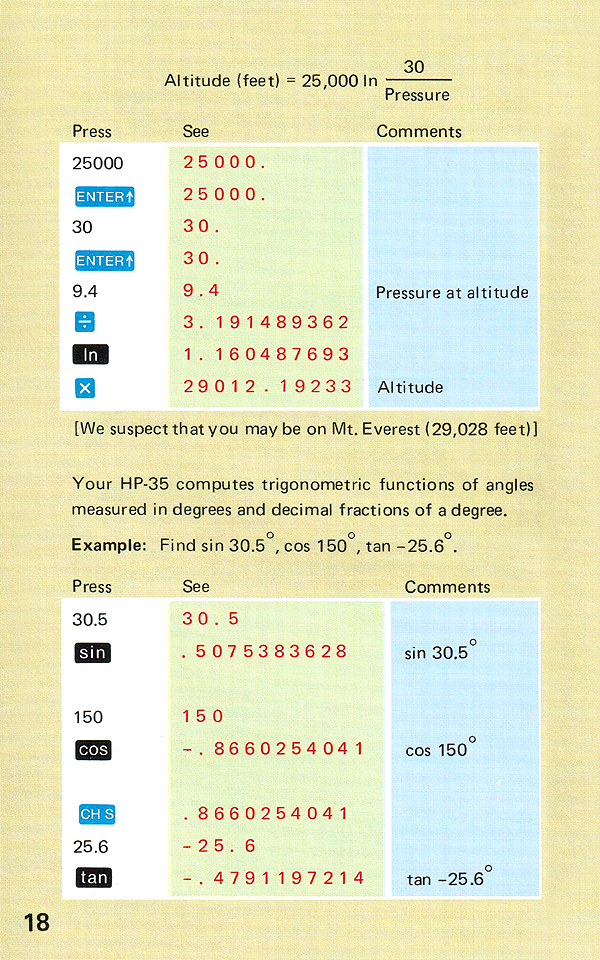 Altitude (feet) = 25,000 ln 30 / Pressure
Press See Comments
25000 25000.
ENTER↑ 25000.
30 30.
ENTER↑ 30.
9.4 9.4 Pressure at altitude
÷ 3.191489362
ln 1.160487693
× 29012.19233 Altitude
[We suspect that you may be on Mt. Everest (29,028 feet)]
Your HP-35 computes trigonometric functions of angles
measured in degrees and decimal fractions of a degree.
Example: Find sin 30.5°, cos 150°, tan −25.6°.
Press See Comments
30.5 30.5
sin .5075383628 sin 30.5°
150 150
cos -.8660254041 cos 150°
CH S .8660254041
25.6 -25.6
tan -.4791197214 tan −25.6°
18